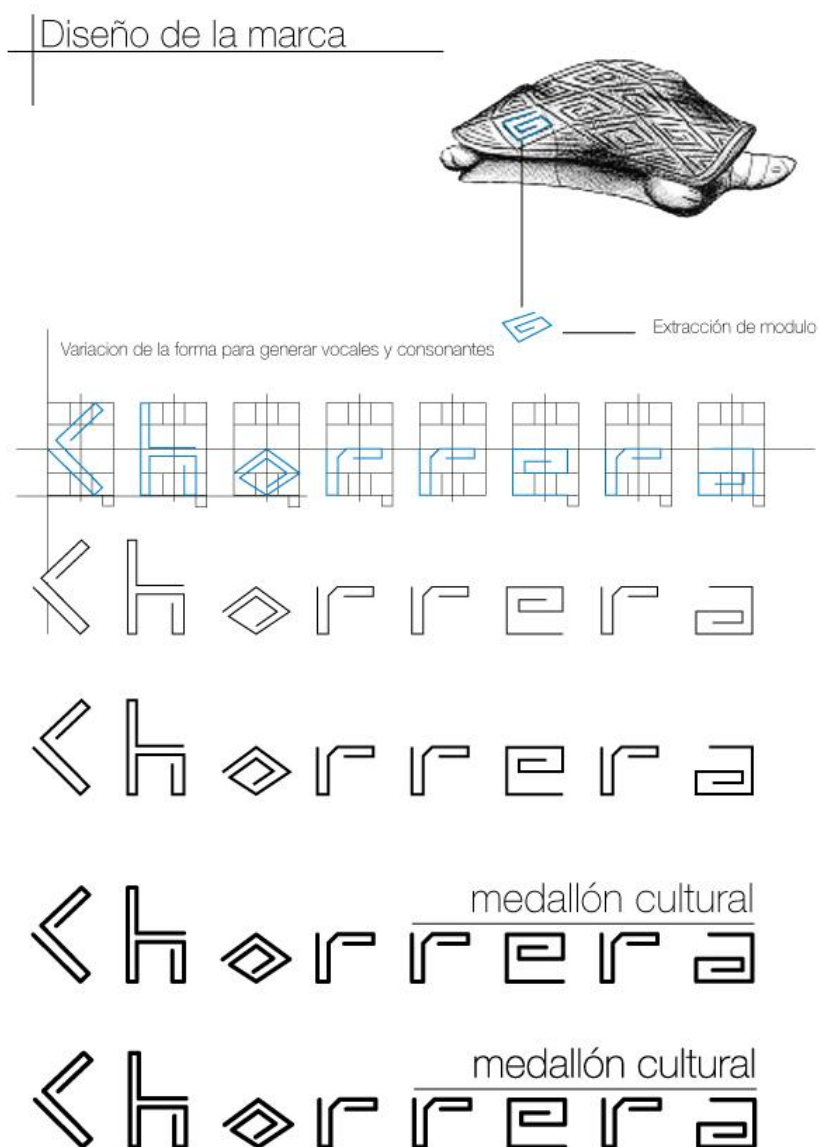 Diseño de la marca
Extracción de modulo
Variacion de la forma para generar vocales y consonantes
Chorrera
Chorrera
Chorrera
medallón cultural
Chorrera
medallón cultural
Chorrera